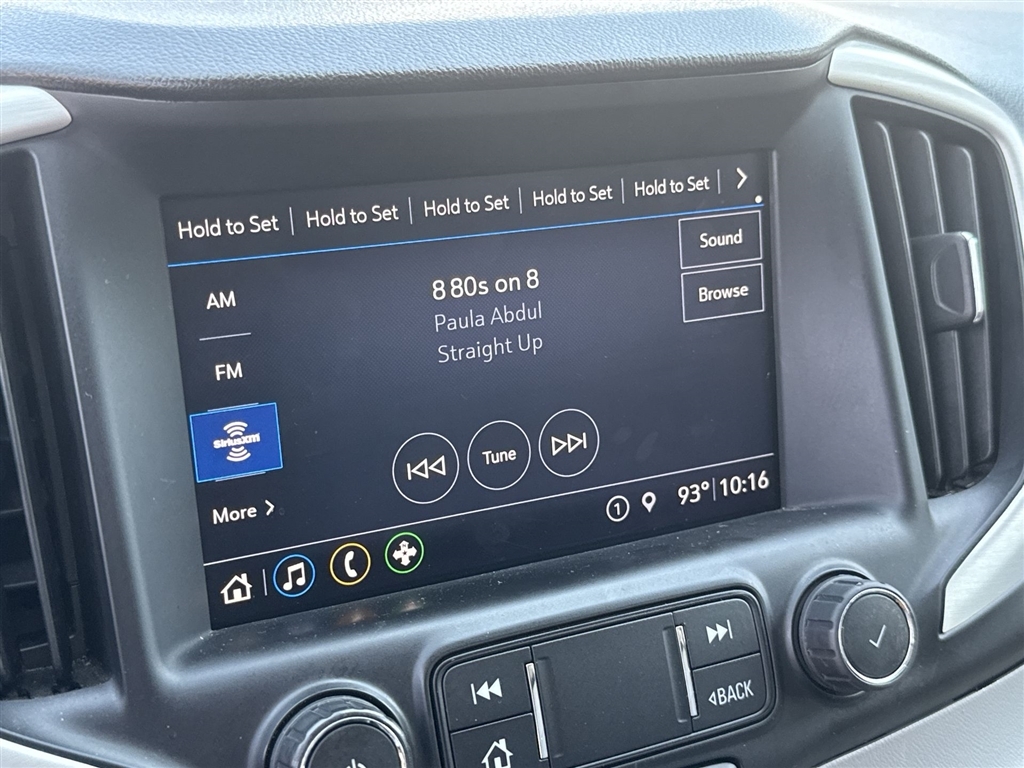 Hold to Set | Hold to Set | Hold to Set | Hold to Set | Hold to Set |
Sound
AM
8 80s on 8
Browse
Paula Abdul
FM
Straight Up
SiriusXM
Tune
More
1
93° | 10:16
BACK